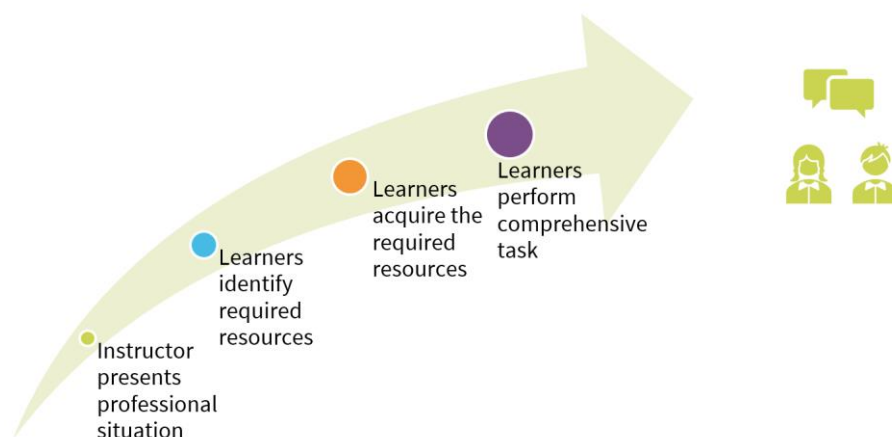 Instructor
presents
professional
situation
Learners
identify
required
resources
Learners
acquire the
required
resources
Learners
perform
comprehensive
task